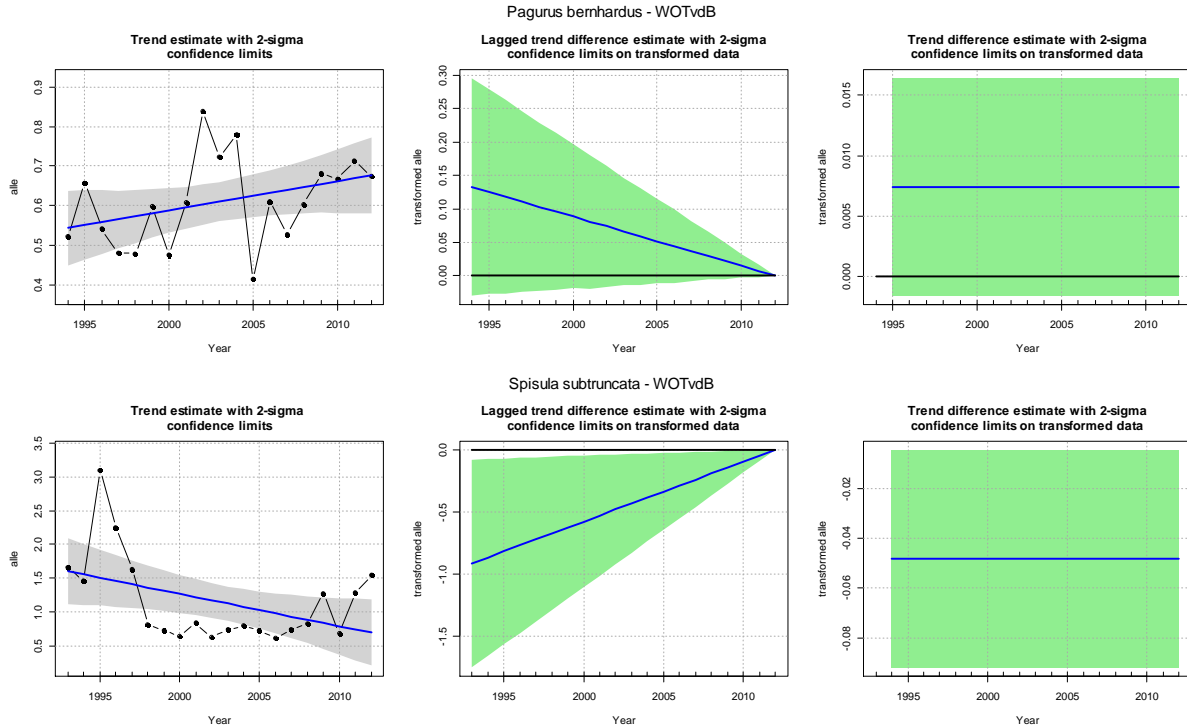 Pagurus bernhardus - WOTvdB
Trend estimate with 2-sigma
confidence limits
alle
0.4
0.5
0.6
0.7
0.8
0.9
1995
2000
2005
2010
Year
Lagged trend difference estimate with 2-sigma
confidence limits on transformed data
transformed alle
0.00
0.05
0.10
0.15
0.20
0.25
0.30
1995
2000
2005
2010
Year
Trend difference estimate with 2-sigma
confidence limits on transformed data
transformed alle
0.000
0.005
0.010
0.015
1995
2000
2005
2010
Year
Spisula subtruncata - WOTvdB
Trend estimate with 2-sigma
confidence limits
alle
0.5
1.0
1.5
2.0
2.5
3.0
3.5
1995
2000
2005
2010
Year
Lagged trend difference estimate with 2-sigma
confidence limits on transformed data
transformed alle
-1.5
-1.0
-0.5
0.0
1995
2000
2005
2010
Year
Trend difference estimate with 2-sigma
confidence limits on transformed data
transformed alle
-0.08
-0.06
-0.04
-0.02
1995
2000
2005
2010
Year